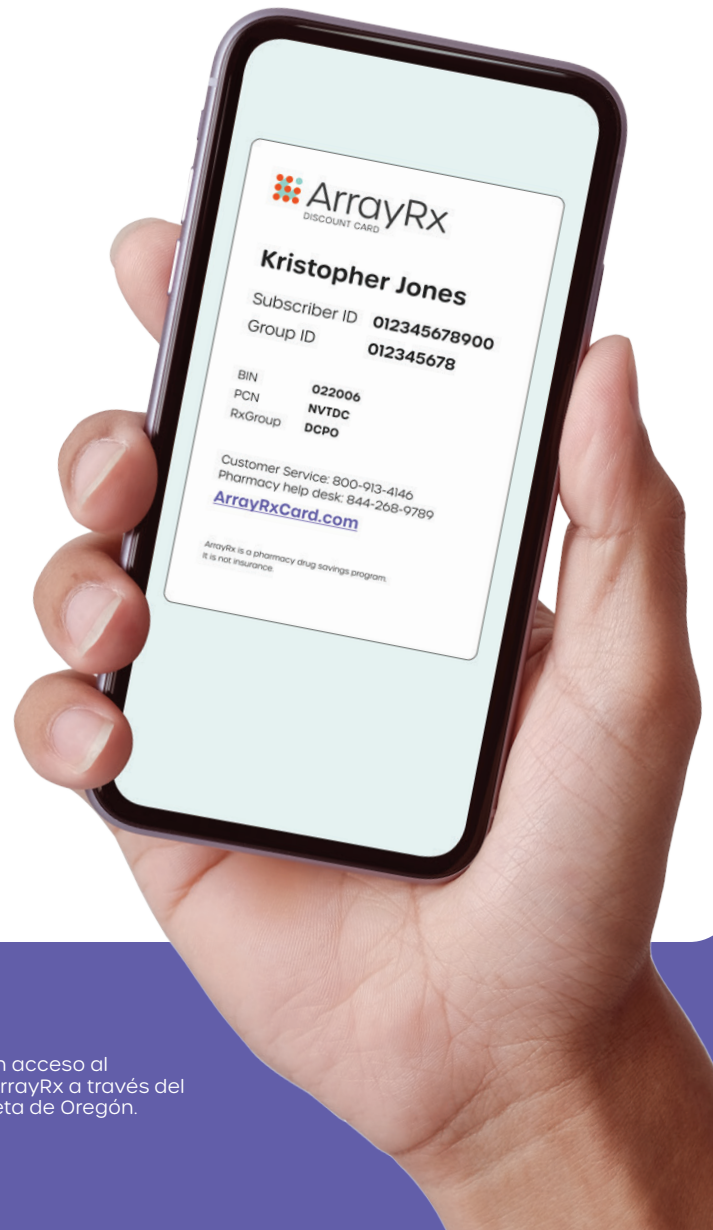 ArrayRx
DISCOUNT CARD
Kristopher Jones
Subscriber ID 012345678900
Group ID 012345678
BIN 022006
PCN NVTDC
RxGroup DCPO
Customer Service: 800-913-4146
Pharmacy help desk: 844-268-9789
ArrayRxCard.com
ArrayRx is a pharmacy drug savings program.
It is not insurance.
n acceso al
rrayRx a través del
eta de Oregón.